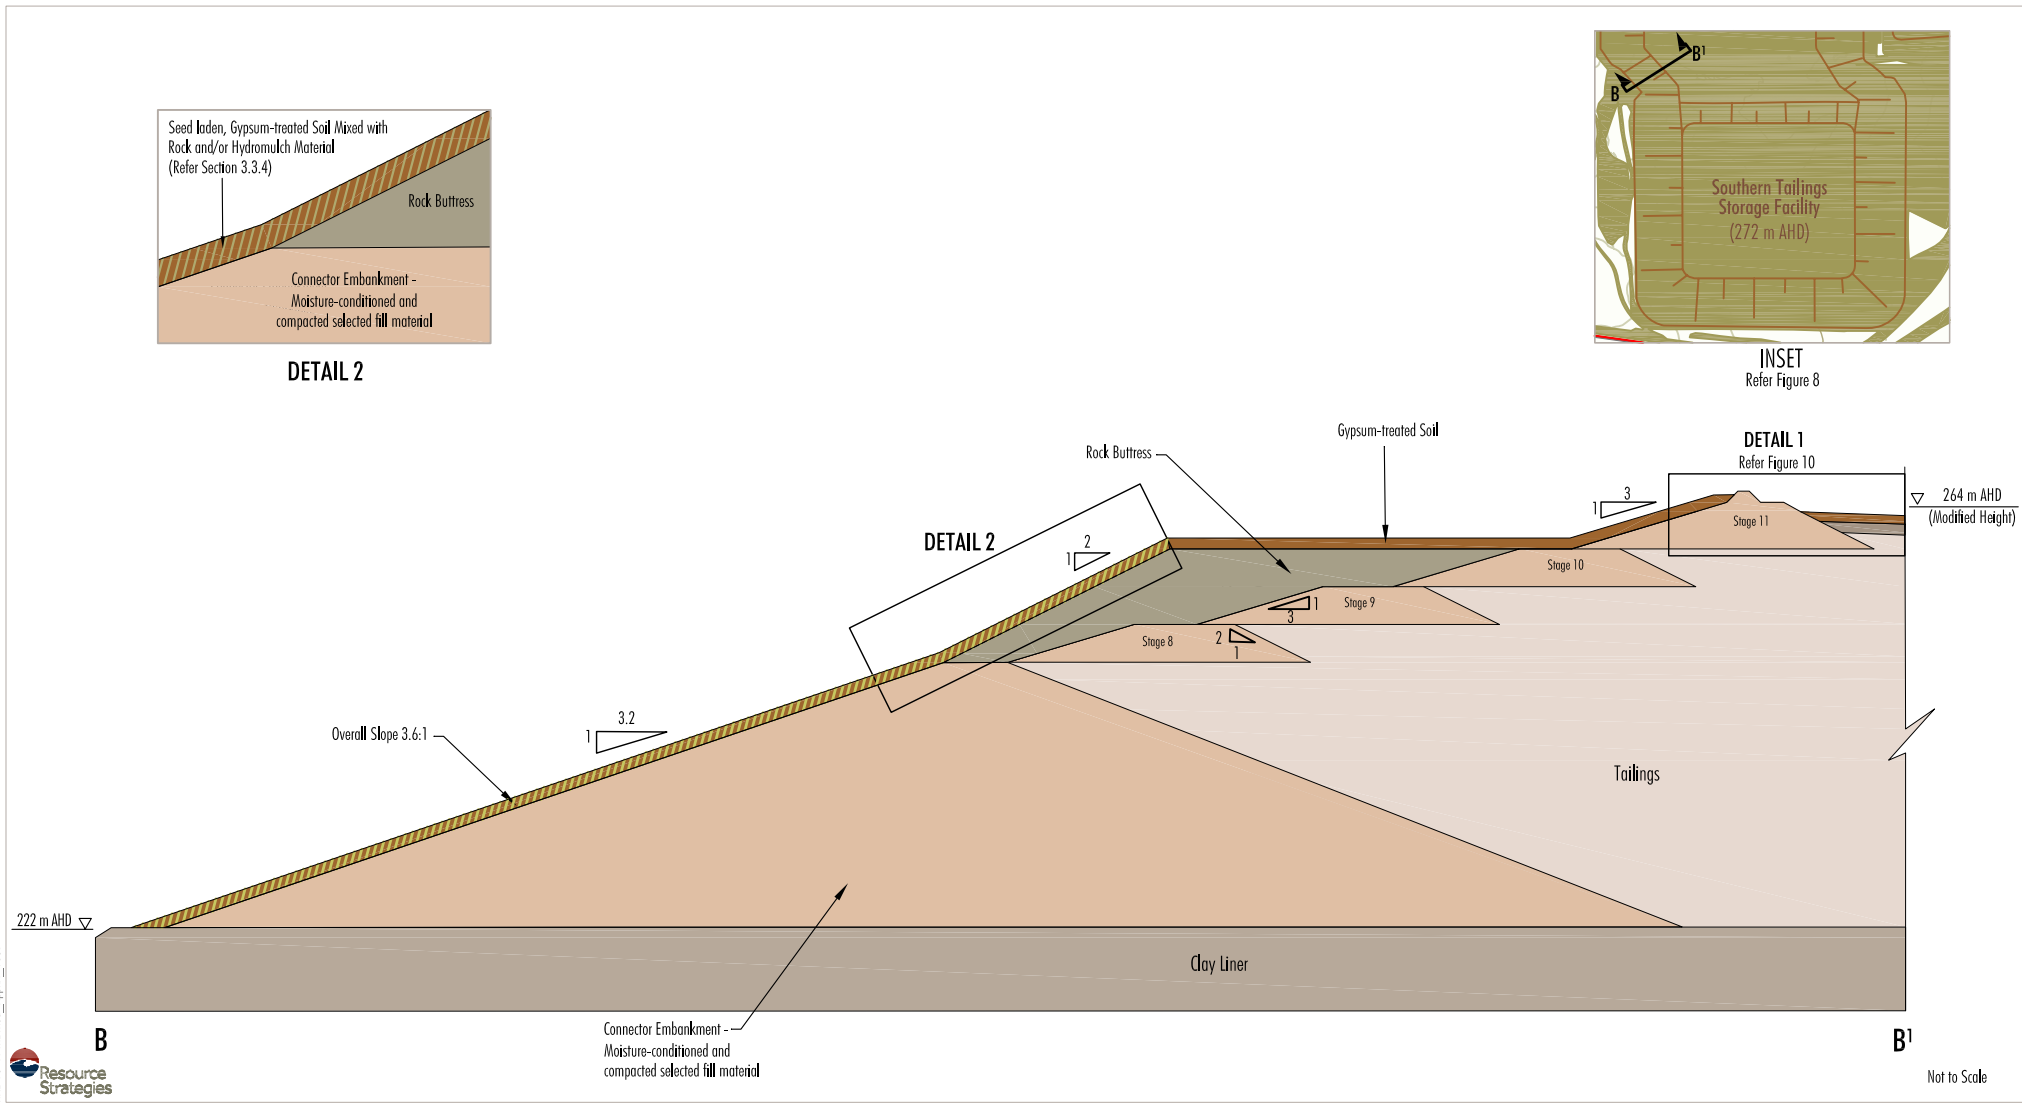 Seed laden, Gypsum-treated Soil Mixed with
Rock and/or Hydromulch Material
(Refer Section 3.3.4)
Rock Buttress
Connector Embankment -
Moisture-conditioned and
compacted selected fill material
DETAIL 2
B¹
B
Southern Tailings
Storage Facility
(272 m AHD)
INSET
Refer Figure 8
Gypsum-treated Soil
Rock Buttress
DETAIL 1
Refer Figure 10
264 m AHD
(Modified Height)
3
1
Stage 11
DETAIL 2
2
1
Stage 10
Stage 9
1
3
Stage 8
2
1
3.2
1
Overall Slope 3.6:1
Tailings
222 m AHD
Clay Liner
Connector Embankment -
Moisture-conditioned and
compacted selected fill material
B
B¹
Resource
Strategies
Not to Scale